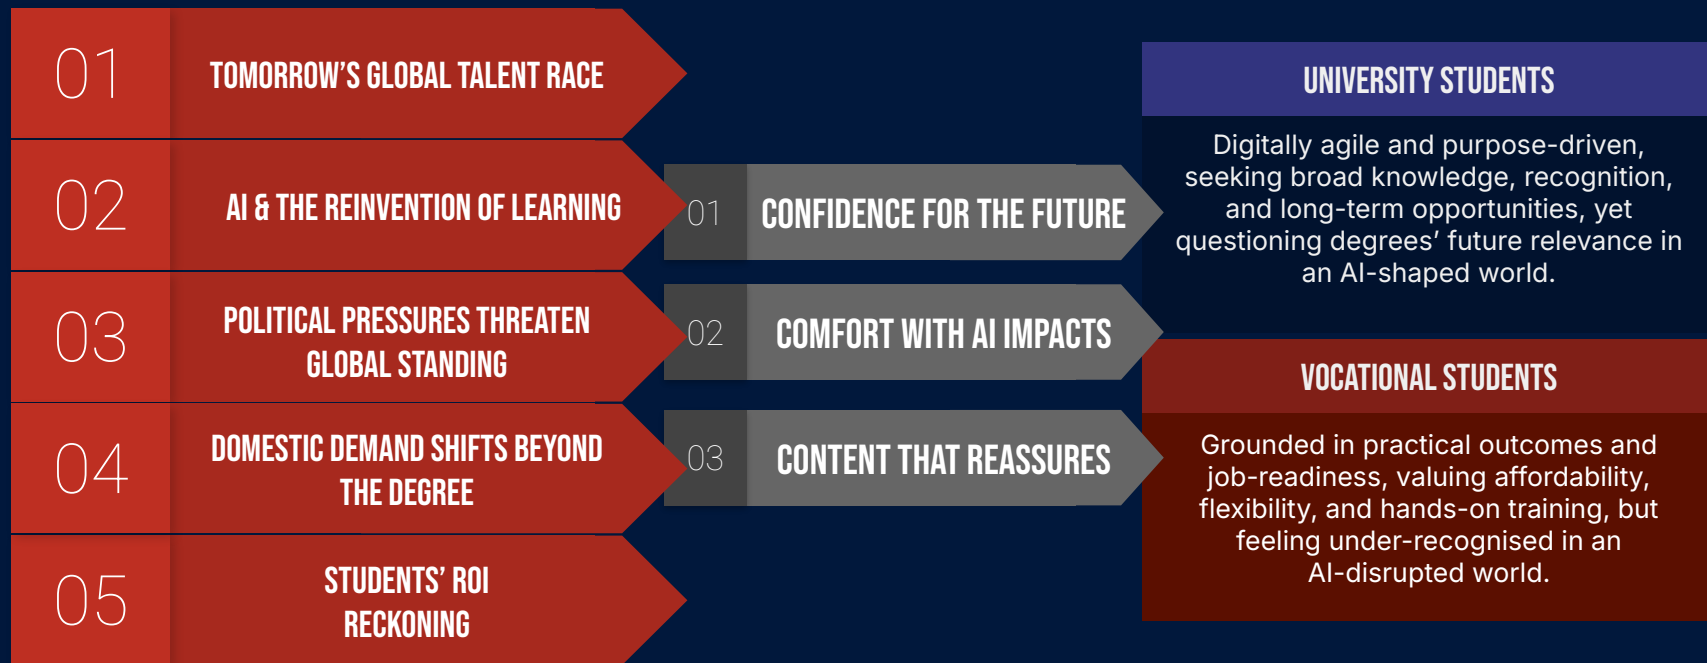 01
TOMORROW’S GLOBAL TALENT RACE
02
AI & THE REINVENTION OF LEARNING
03
POLITICAL PRESSURES THREATEN
GLOBAL STANDING
04
DOMESTIC DEMAND SHIFTS BEYOND
THE DEGREE
05
STUDENTS’ ROI
RECKONING
01
CONFIDENCE FOR THE FUTURE
02
COMFORT WITH AI IMPACTS
03
CONTENT THAT REASSURES
UNIVERSITY STUDENTS
Digitally agile and purpose-driven,
seeking broad knowledge, recognition,
and long-term opportunities, yet
questioning degrees’ future relevance in
an AI-shaped world.
VOCATIONAL STUDENTS
Grounded in practical outcomes and
job-readiness, valuing affordability,
flexibility, and hands-on training, but
feeling under-recognised in an
AI-disrupted world.